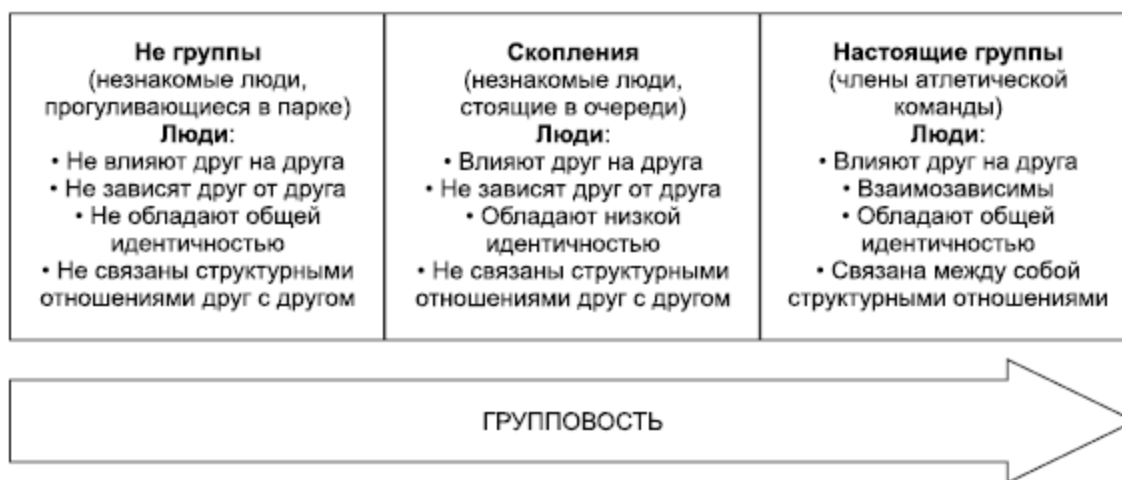 Не группы
(незнакомые люди,
прогуливающиеся в парке)
Люди:
• Не влияют друг на друга
• Не зависят друг от друга
• Не обладают общей
идентичностью
• Не связаны структурными
отношениями друг с другом
Скопления
(незнакомые люди,
стоящие в очереди)
Люди:
• Влияют друг на друга
• Не зависят друг от друга
• Обладают низкой
идентичностью
• Не связаны структурными
отношениями друг с другом
Настоящие группы
(члены атлетической
команды)
Люди:
• Влияют друг на друга
• Взаимозависимы
• Обладают общей
идентичностью
• Связана между собой
структурными отношениями
ГРУППОВОСТЬ